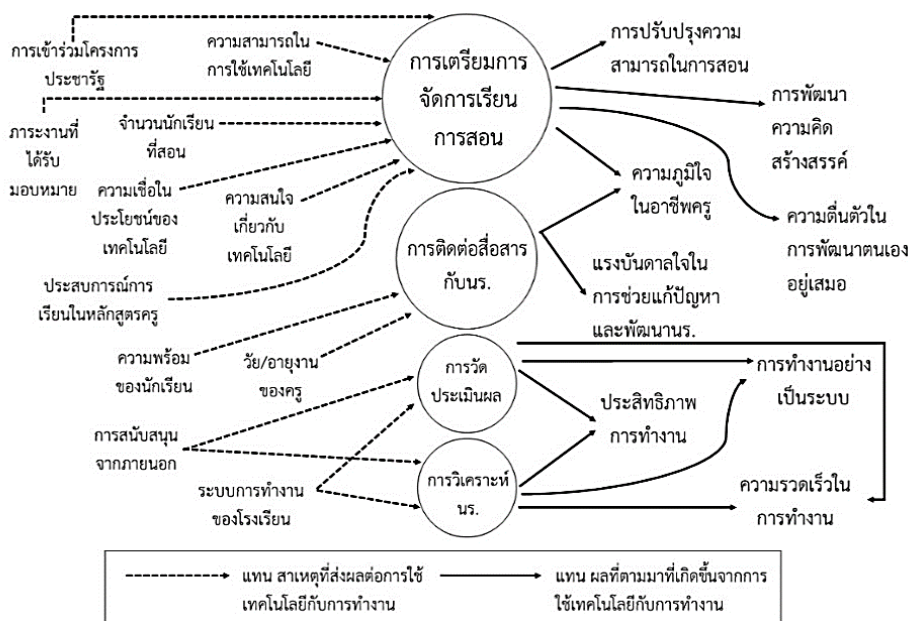 การเข้าร่วมโครงการ
ประชารัฐ
ความสามารถใน
การใช้เทคโนโลยี
ภาระงานที่
ได้รับ
มอบหมาย
จำนวนนักเรียน
ที่สอน
ความเชื่อใน
ประโยชน์ของ
เทคโนโลยี
ความสนใจ
เกี่ยวกับ
เทคโนโลยี
ประสบการณ์การ
เรียนในหลักสูตรครู
ความพร้อม
ของนักเรียน
วัย/อายุงาน
ของครู
การสนับสนุน
จากภายนอก
ระบบการทำงาน
ของโรงเรียน
การเตรียมการ
จัดการเรียน
การสอน
การติดต่อสื่อสาร
กับนร.
การวัด
ประเมินผล
การวิเคราะห์
นร.
การปรับปรุงความ
สามารถในการสอน
การพัฒนา
ความคิด
สร้างสรรค์
ความภูมิใจ
ในอาชีพครู
ความตื่นตัวใน
การพัฒนาตนเอง
อยู่เสมอ
แรงบันดาลใจใน
การช่วยแก้ปัญหา
และพัฒนานร.
การทำงานอย่าง
เป็นระบบ
ประสิทธิภาพ
การทำงาน
ความรวดเร็วใน
การทำงาน
แทน สาเหตุที่ส่งผลต่อการใช้
เทคโนโลยีกับการทำงาน
แทน ผลที่ตามมาที่เกิดขึ้นจากการ
ใช้เทคโนโลยีกับการทำงาน